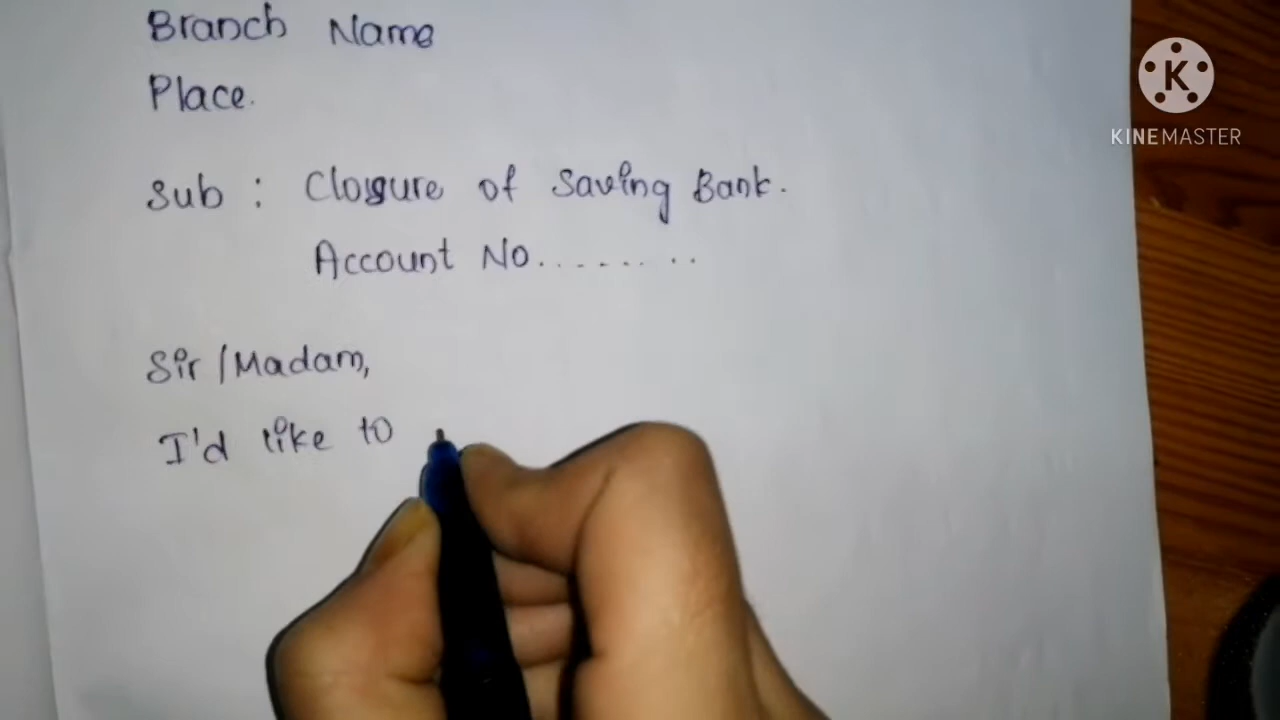 Branch Name
Place.
Sub : Closure of Saving Bank.
Account No.........
Sir/Madam,
I'd like to
KINEMASTER